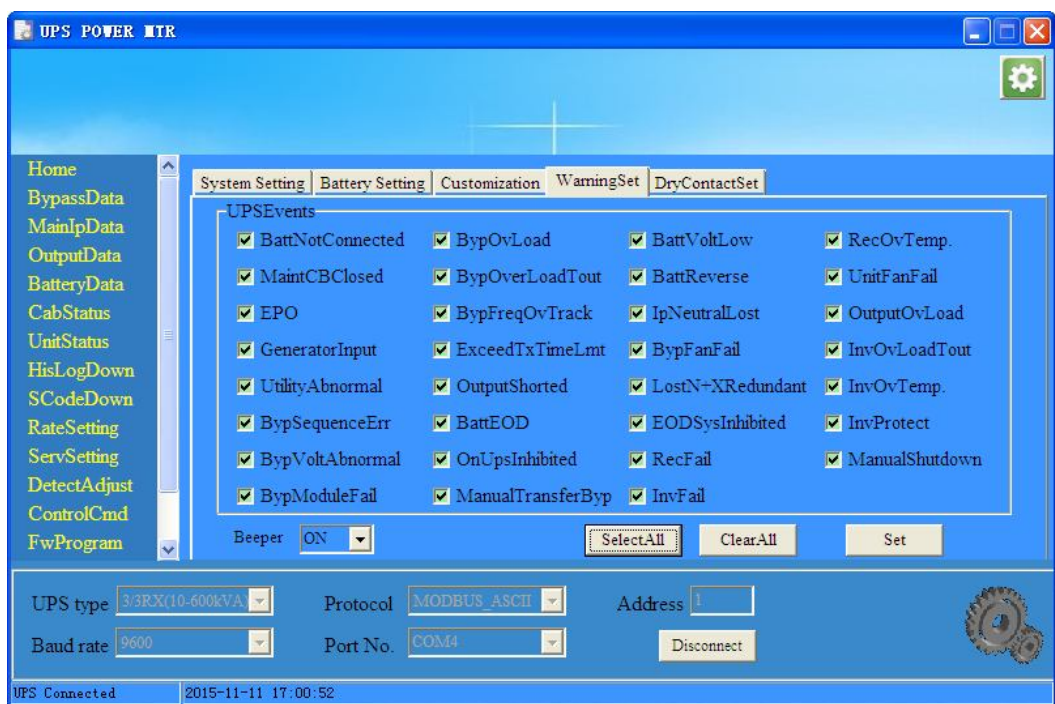 UPS POWER MTR
Home
BypassData
MainIpData
OutputData
BatteryData
CabStatus
UnitStatus
HisLogDown
SCodeDown
RateSetting
ServSetting
DetectAdjust
ControlCmd
FwProgram
System Setting Battery Setting Customization WarningSet DryContactSet
UPSEvents
BattNotConnected BypOvLoad BattVoltLow RecOvTemp.
MaintCBClosed BypOverLoadTout BattReverse UnitFanFail
EPO BypFreqOvTrack IpNeutralLost OutputOvLoad
GeneratorInput ExceedTxTimeLmt BypFanFail InvOvLoadTout
UtilityAbnormal OutputShorted LostN+XRedundant InvOvTemp.
BypSequenceErr BattEOD EODSysInhibited InvProtect
BypVoltAbnormal OnUpsInhibited RecFail ManualShutdown
BypModuleFail ManualTransferByp InvFail
Beeper ON SelectAll ClearAll Set
UPS type 3/3RX(10-600kVA) Protocol MODBUS_ASCII Address 1
Baud rate 9600 Port No. COM4 Disconnect
UPS Connected 2015-11-11 17:00:52